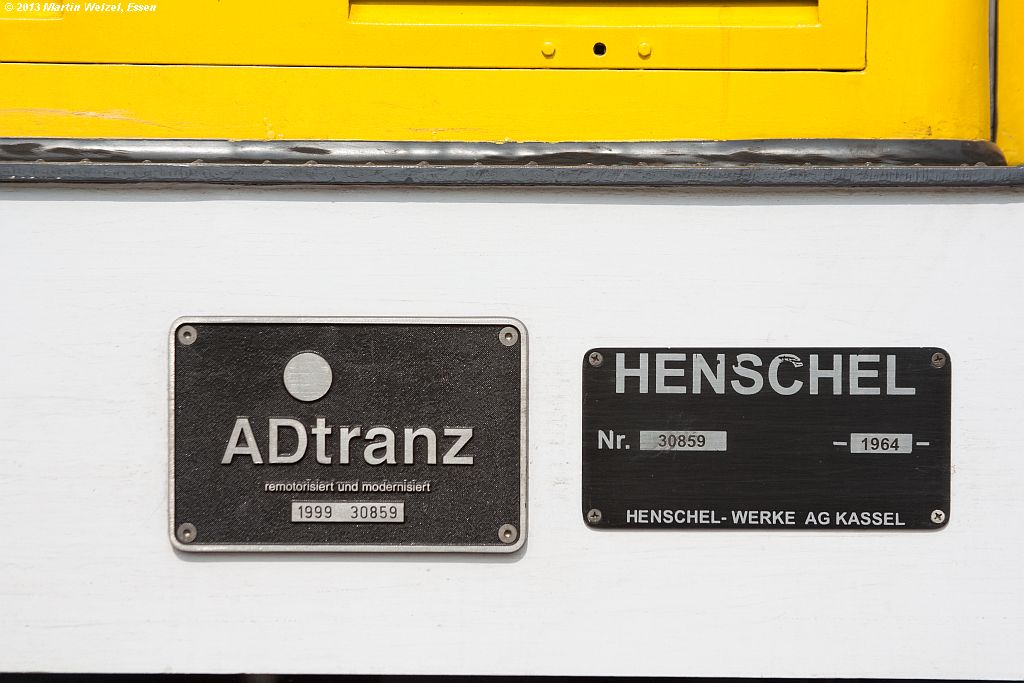 © 2013 Martin Welzel, Essen
ADtranz
remotorisiert und modernisiert
1999 30859
HENSCHEL
Nr. 30859 – 1964 –
HENSCHEL- WERKE AG KASSEL